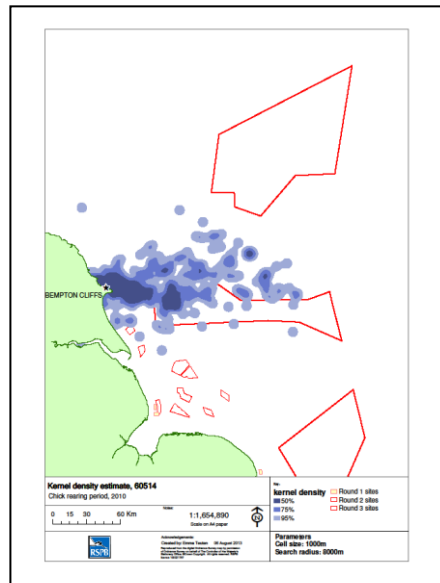 BEMPTON CLIFFS
Kernel density estimate, 60514
Chick rearing period, 2010
0 15 30 60 Km
1:1,654,890
Scale on A4 paper
kernel density
50%
75%
95%
Round 1 sites
Round 2 sites
Round 3 sites
RSPB
Acknowledgements
Parameters
Cell size: 1000m
Search radius: 8000m